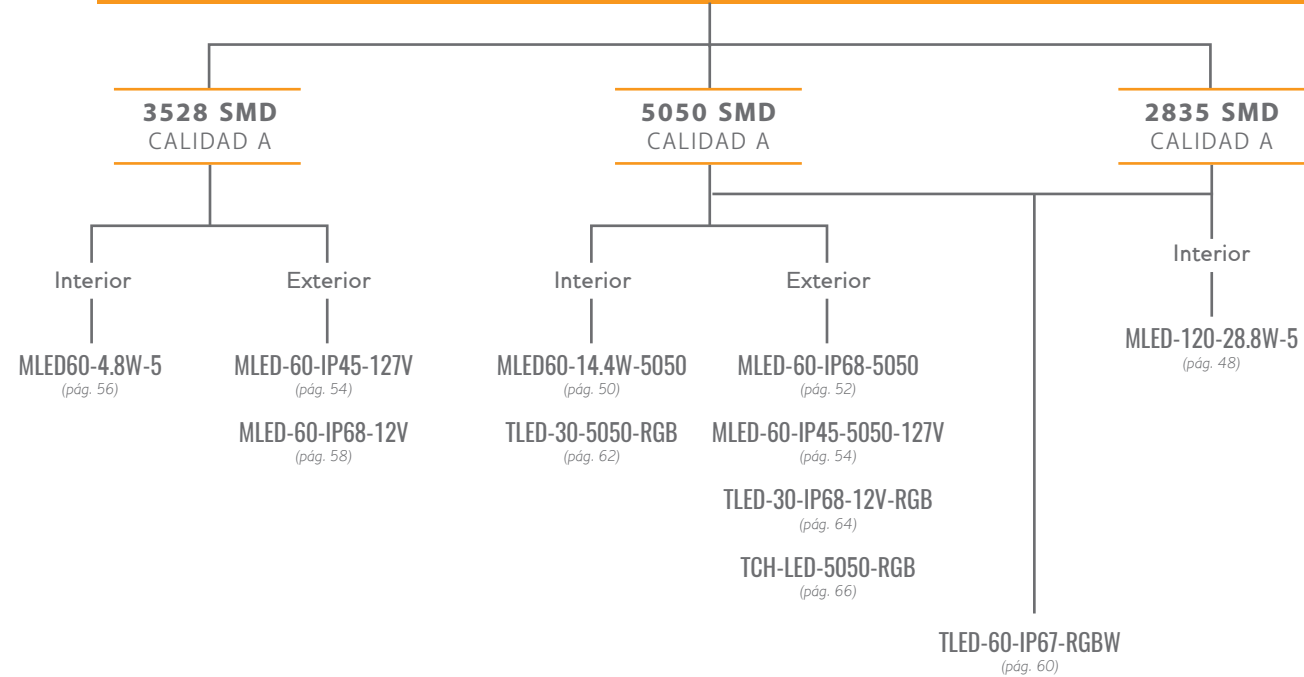 3528 SMD
CALIDAD A
5050 SMD
CALIDAD A
2835 SMD
CALIDAD A
Interior
Exterior
Interior
Exterior
Interior
MLED60-4.8W-5
(pág. 56)
MLED-60-IP45-127V
(pág. 54)
MLED-60-IP68-12V
(pág. 58)
MLED60-14.4W-5050
(pág. 50)
TLED-30-5050-RGB
(pág. 62)
MLED-60-IP68-5050
(pág. 52)
MLED-60-IP45-5050-127V
(pág. 54)
TLED-30-IP68-12V-RGB
(pág. 64)
TCH-LED-5050-RGB
(pág. 66)
MLED-120-28.8W-5
(pág. 48)
TLED-60-IP67-RGBW
(pág. 60)